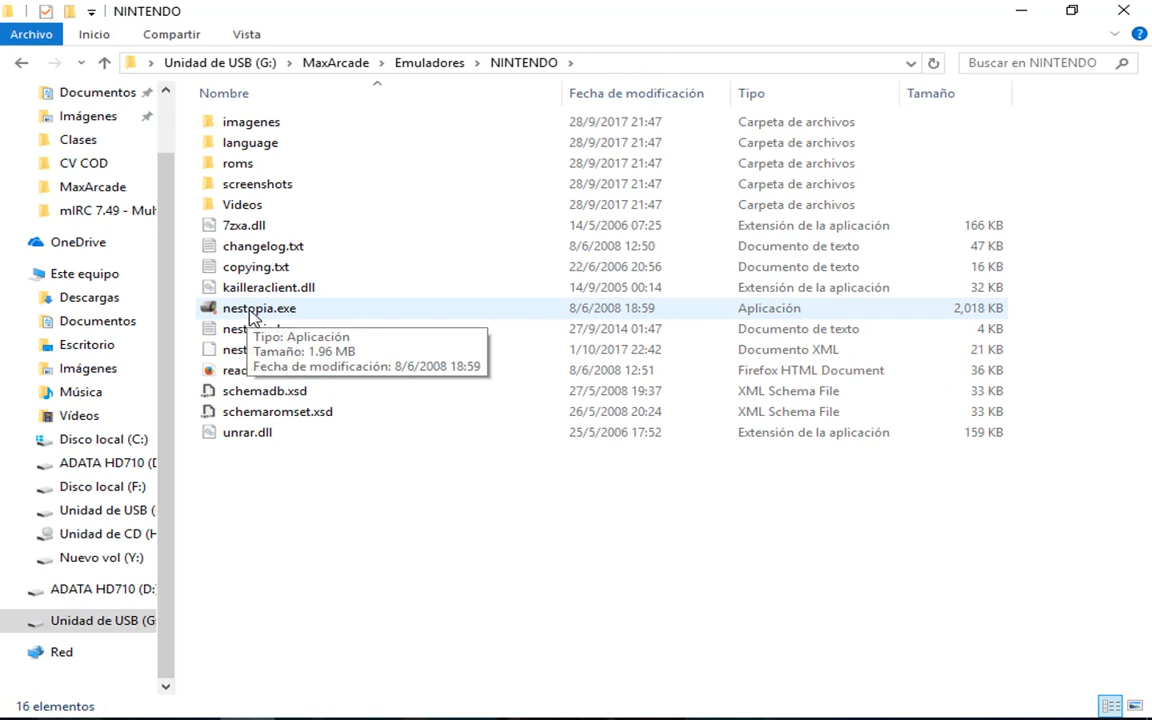 NINTENDO
Archivo Inicio Compartir Vista
Unidad de USB (G:) MaxArcade Emuladores NINTENDO Buscar en NINTENDO
Nombre Fecha de modificación Tipo Tamaño
Documentos
Imágenes
Clases
CV COD
MaxArcade
mIRC 7.49 - Mul
OneDrive
Este equipo
Descargas
Documentos
Escritorio
Imágenes
Música
Vídeos
Disco local (C:)
ADATA HD710 (D
Disco local (F:)
Unidad de USB (
Unidad de CD (H
Nuevo vol (Y:)
ADATA HD710 (D:
Unidad de USB (G:
Red
imagenes 28/9/2017 21:47 Carpeta de archivos
language 28/9/2017 21:47 Carpeta de archivos
roms 28/9/2017 21:47 Carpeta de archivos
screenshots 28/9/2017 21:47 Carpeta de archivos
Videos 28/9/2017 21:47 Carpeta de archivos
7zxa.dll 14/5/2006 07:25 Extensión de la aplicación 166 KB
changelog.txt 8/6/2008 12:50 Documento de texto 47 KB
copying.txt 22/6/2006 20:56 Documento de texto 16 KB
kailleraclient.dll 14/9/2005 00:14 Extensión de la aplicación 32 KB
nestopia.exe 8/6/2008 18:59 Aplicación 2,018 KB
nest 27/9/2014 01:47 Documento de texto 4 KB
nest 1/10/2017 22:42 Documento XML 21 KB
read 8/6/2008 12:51 Firefox HTML Document 36 KB
schemadb.xsd 27/5/2008 19:37 XML Schema File 33 KB
schemaromset.xsd 26/5/2008 20:24 XML Schema File 33 KB
unrar.dll 25/5/2006 17:52 Extensión de la aplicación 159 KB
Tipo: Aplicación
Tamaño: 1.96 MB
Fecha de modificación: 8/6/2008 18:59
16 elementos